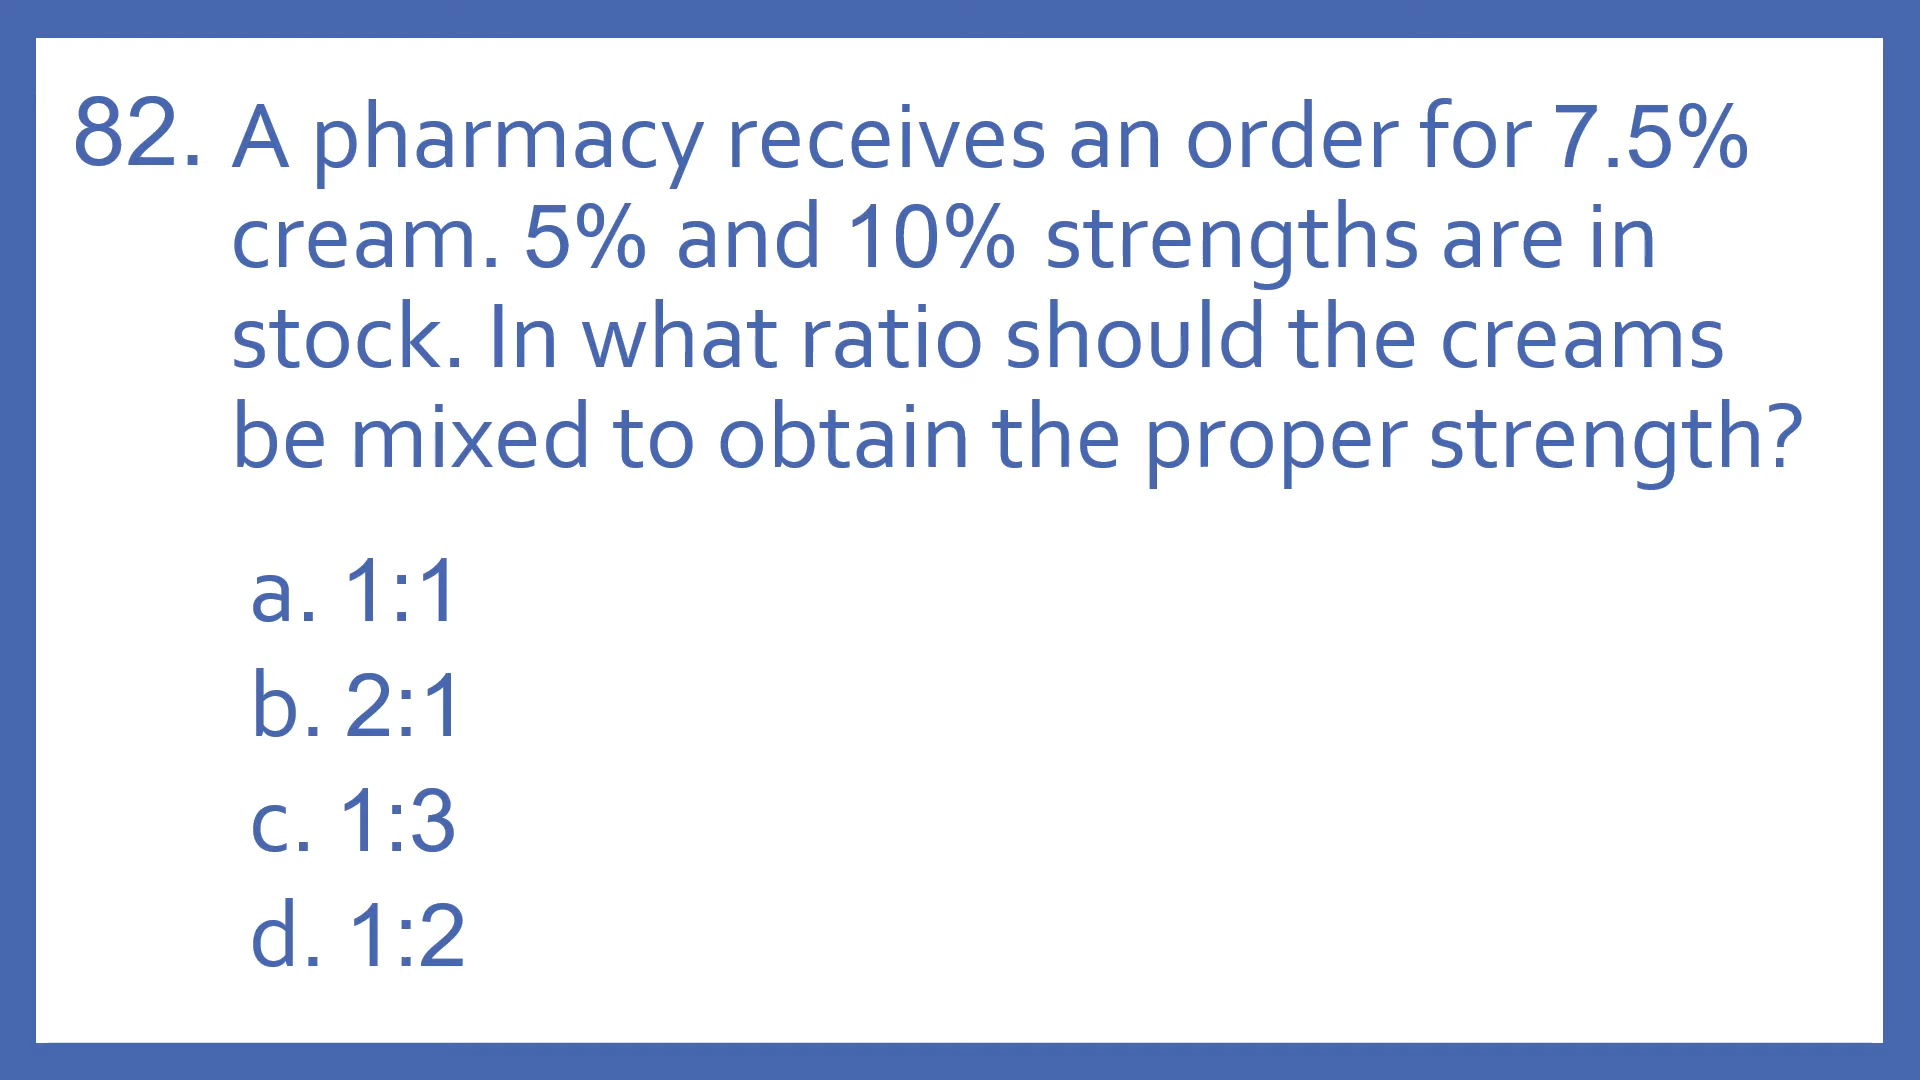 82. A pharmacy receives an order for 7.5%
cream. 5% and 10% strengths are in
stock. In what ratio should the creams
be mixed to obtain the proper strength?
a. 1:1
b. 2:1
c. 1:3
d. 1:2